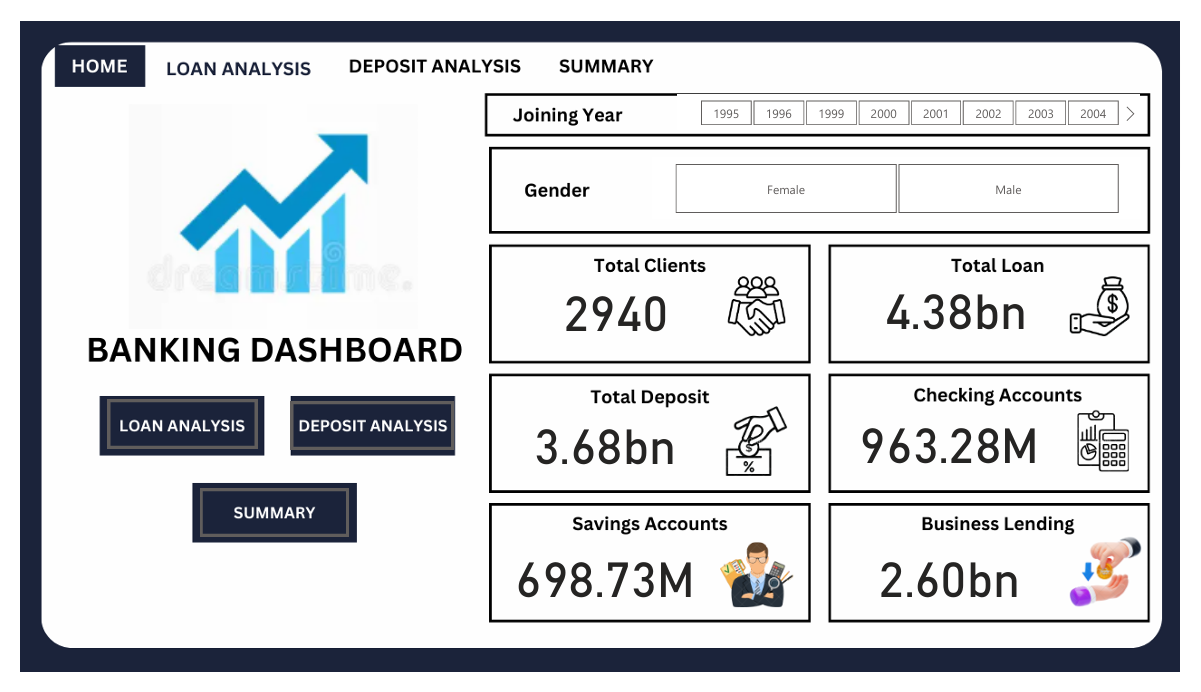 HOME LOAN ANALYSIS DEPOSIT ANALYSIS SUMMARY
Joining Year 1995 1996 1999 2000 2001 2002 2003 2004
Gender Female Male
dreamstime.
BANKING DASHBOARD
LOAN ANALYSIS DEPOSIT ANALYSIS
SUMMARY
Total Clients
2940
Total Loan
4.38bn
$
Total Deposit
3.68bn
$
%
Checking Accounts
963.28M
Savings Accounts
698.73M
Business Lending
2.60bn